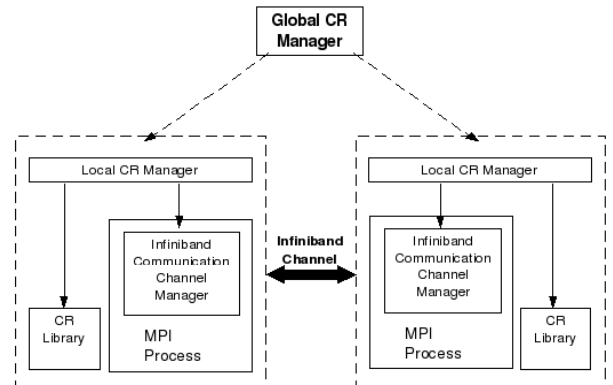 Global CR
Manager
Local CR Manager
Infiniband
Communication
Channel
Manager
CR
Library
MPI
Process
Infiniband
Channel
Local CR Manager
Infiniband
Communication
Channel
Manager
MPI
Process
CR
Library